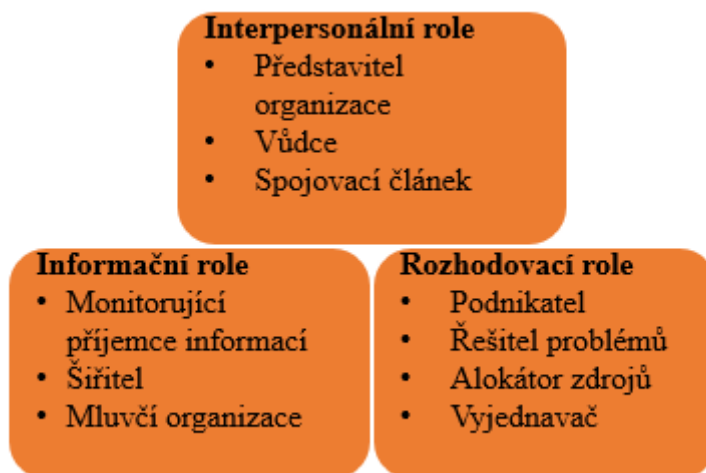 Interpersonální role
• Představitel
organizace
• Vůdce
• Spojovací článek
Informační role
• Monitorující
příjemce informací
• Šiřitel
• Mluvčí organizace
Rozhodovací role
• Podnikatel
• Řešitel problémů
• Alokátor zdrojů
• Vyjednavač